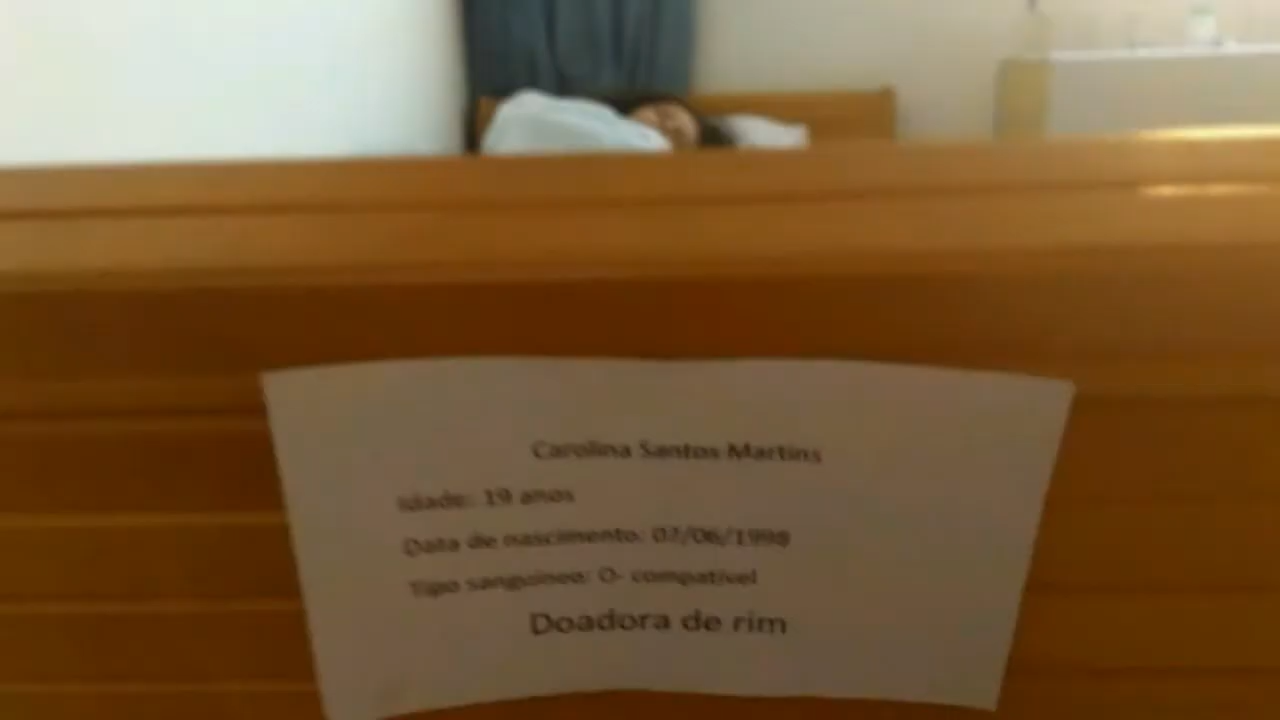 Carolina Santos Martins
Idade: 19 anos
Data de nascimento: 07/06/1998
Tipo sanguíneo: O- compatível
Doadora de rim